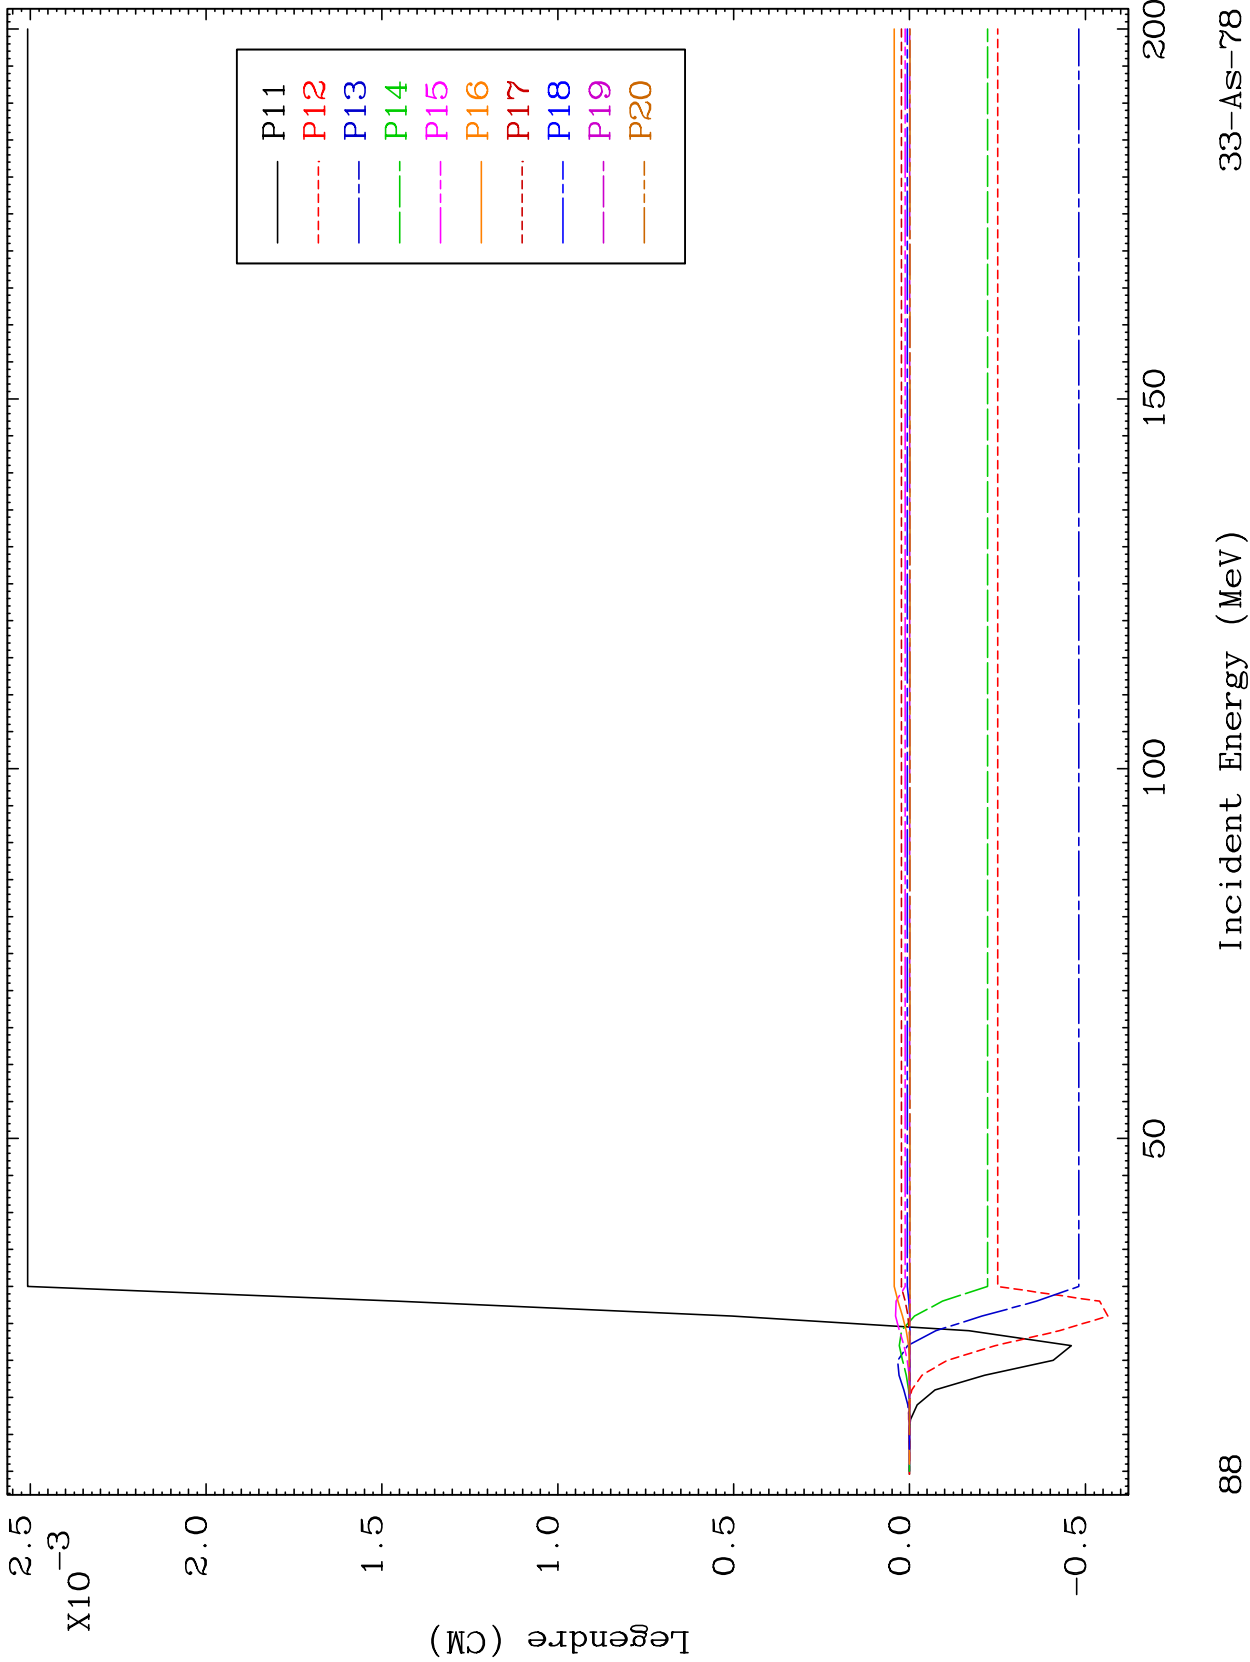 P11
P12
P13
P14
P15
P16
P17
P18
P19
P20
2.5
X10⁻³
2.0
1.5
1.0
0.5
0.0
-0.5
Legendre (CM)
50
100
150
200
Incident Energy (MeV)
88
33-As-78